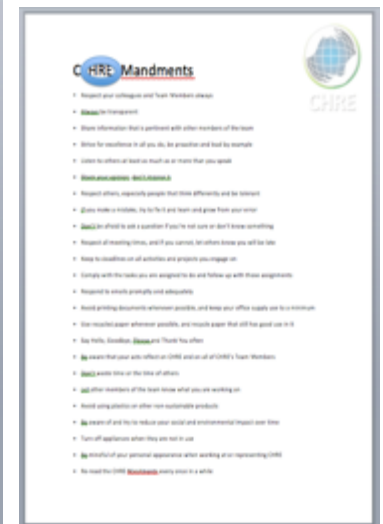 CHRE
C HRE Mandments
Respect your colleagues and Team Members always
Always be transparent
Share information that is pertinent with other members of the team
Strive for excellence in all you do, be proactive and lead by example
Listen to others at least as much us or more than you speak
Share your opinion, don't impose it
Respect others, especially people that think differently and be tolerant
If you make a mistake, try to fix it and learn and grow from your error
Don't be afraid to ask a question if you're not sure or don't know something
Respect all meeting times, and if you cannot, let others know you will be late
Keep to deadlines on all activities and projects you engage on
Comply with the tasks you are assigned to do and follow up with those assignments
Respond to emails promptly and adequately
Avoid printing documents whenever possible, and keep your office supply use to a minimum
Use recycled paper whenever possible, and recycle paper that still has good use in it
Say Hello, Goodbye, Please and Thank You often
Be aware that your acts reflect on CHRE and on all of CHRE's Team Members
Don't waste time or the time of others
Let other members of the team know what you are working on
Avoid using plastics or other non-sustainable products
Be aware of and try to reduce your social and environmental impact over time
Turn off appliances when they are not in use
Be mindful of your personal appearance when working at or representing CHRE
Re-read the CHRE Mandments every once in a while